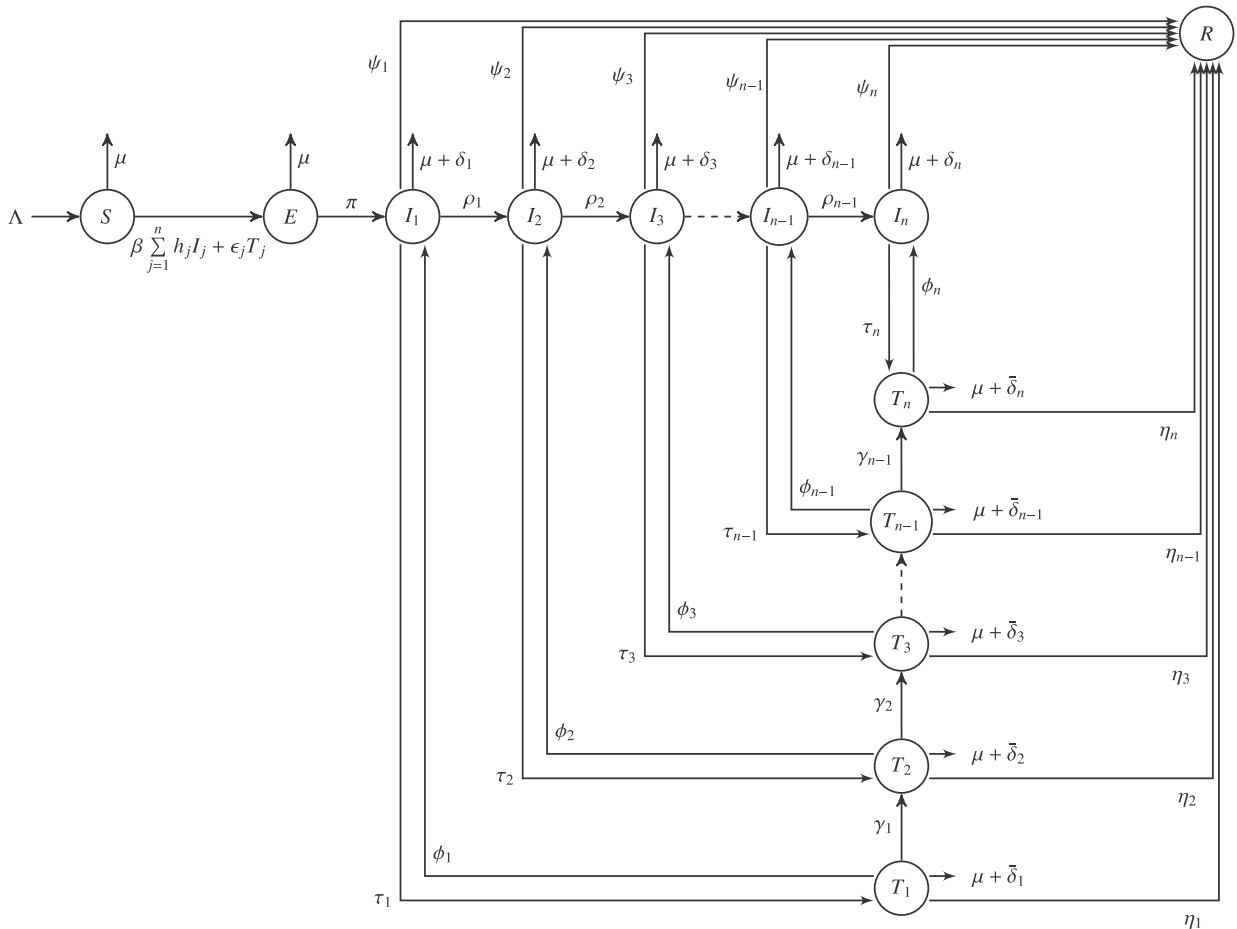 R
ψ₁ ψ₂ ψ₃ ψₙ₋₁ ψₙ
μ μ μ + δ₁ μ + δ₂ μ + δ₃ μ + δₙ₋₁ μ + δₙ
Λ S E π I₁ ρ₁ I₂ ρ₂ I₃ Iₙ₋₁ ρₙ₋₁ Iₙ
β ∑ⁿⱼ₌₁ hⱼIⱼ + ϵⱼTⱼ
ϕₙ
τₙ
Tₙ μ + δ̄ₙ
ηₙ
γₙ₋₁
ϕₙ₋₁
Tₙ₋₁ μ + δ̄ₙ₋₁
τₙ₋₁
ηₙ₋₁
ϕ₃
T₃ μ + δ̄₃
τ₃
η₃
γ₂
ϕ₂
T₂ μ + δ̄₂
τ₂
η₂
γ₁
ϕ₁
T₁ μ + δ̄₁
τ₁
η₁